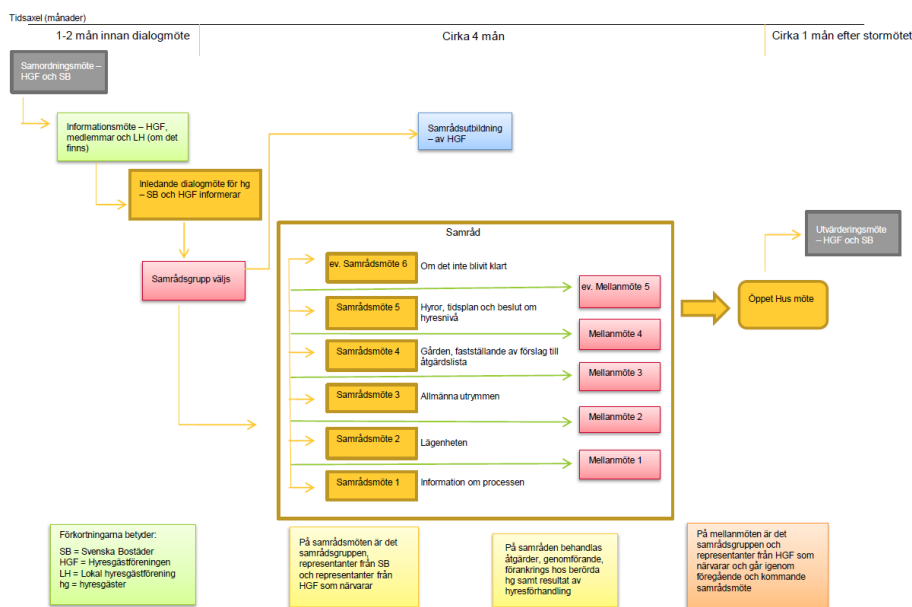 Tidsaxel (månader)
1-2 mån innan dialogmöte
Cirka 4 mån
Cirka 1 mån efter stormötet
Samordningsmöte –
HGF och SB
Informationsmöte – HGF,
medlemmar och LH (om det
finns)
Samrådsutbildning
– av HGF
Inledande dialogmöte för hg
– SB och HGF informerar
Samrådsgrupp väljs
Samråd
ev. Samrådsmöte 6
Om det inte blivit klart
ev. Mellanmöte 5
Samrådsmöte 5
Hyror, tidsplan och beslut om
hyresnivå
Mellanmöte 4
Samrådsmöte 4
Gården, fastställande av förslag till
åtgärdslista
Mellanmöte 3
Samrådsmöte 3
Allmänna utrymmen
Mellanmöte 2
Samrådsmöte 2
Lägenheten
Mellanmöte 1
Samrådsmöte 1
Information om processen
Utvärderingsmöte
– HGF och SB
Öppet Hus möte
Förkortningarna betyder:
SB = Svenska Bostäder
HGF = Hyresgästföreningen
LH = Lokal hyresgästförening
hg = hyresgäster
På samrådsmöten är det
samrådsgruppen,
representanter från SB
och representanter från
HGF som närvarar
På samråden behandlas
åtgärder, genomförande,
förankrings hos berörda
hg samt resultat av
hyresförhandling
På mellanmöten är det
samrådsgruppen och
representanter från HGF som
närvarar och går igenom
föregående och kommande
samrådsmöte